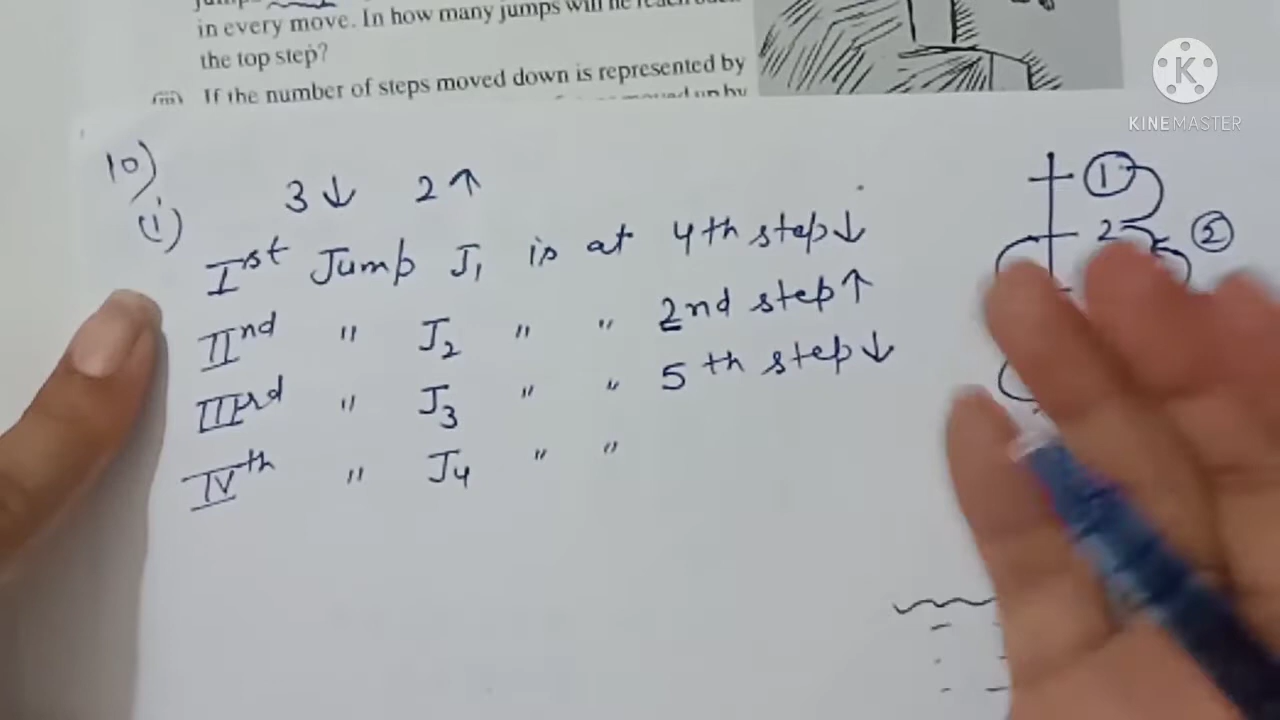 in every move. In how many jumps will he reach back
the top step?
(iii) If the number of steps moved down is represented by
KINEMASTER
10)
(i) 3 ↓ 2 ↑
Ist Jump J1 is at 4th step ↓
IInd " J2 " " 2nd step ↑
IIIrd " J3 " " 5th step ↓
IVth " J4 " "
1
2 2